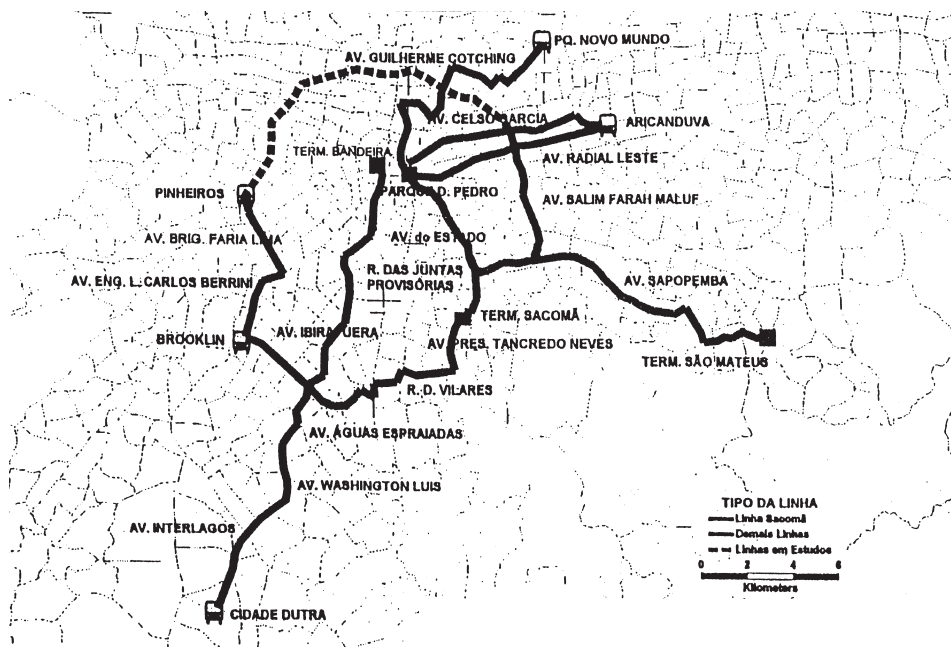 PQ. NOVO MUNDO
AV. GUILHERME COTCHING
AV. CELSO GARCIA
ARICANDUVA
TERM. BANDEIRA
AV. RADIAL LESTE
PINHEIROS
PARQUE D. PEDRO
AV. SALIM FARAH MALUF
AV. BRIG. FARIA LIMA
AV. do ESTADO
R. DAS JUNTAS
PROVISÓRIAS
AV. ENG. L. CARLOS BERRINI
AV. SAPOPEMBA
TERM. SACOMÃ
BROOKLIN
AV. IBIRAPUERA
AV. PRES. TANCREDO NEVES
TERM. SÃO MATEUS
R. D. VILARES
AV. ÁGUAS ESPRAIADAS
AV. WASHINGTON LUIS
AV. INTERLAGOS
TIPO DA LINHA
Linha Sacomã
Demais Linhas
Linhas em Estudos
0 2 4 6
Kilometers
CIDADE DUTRA